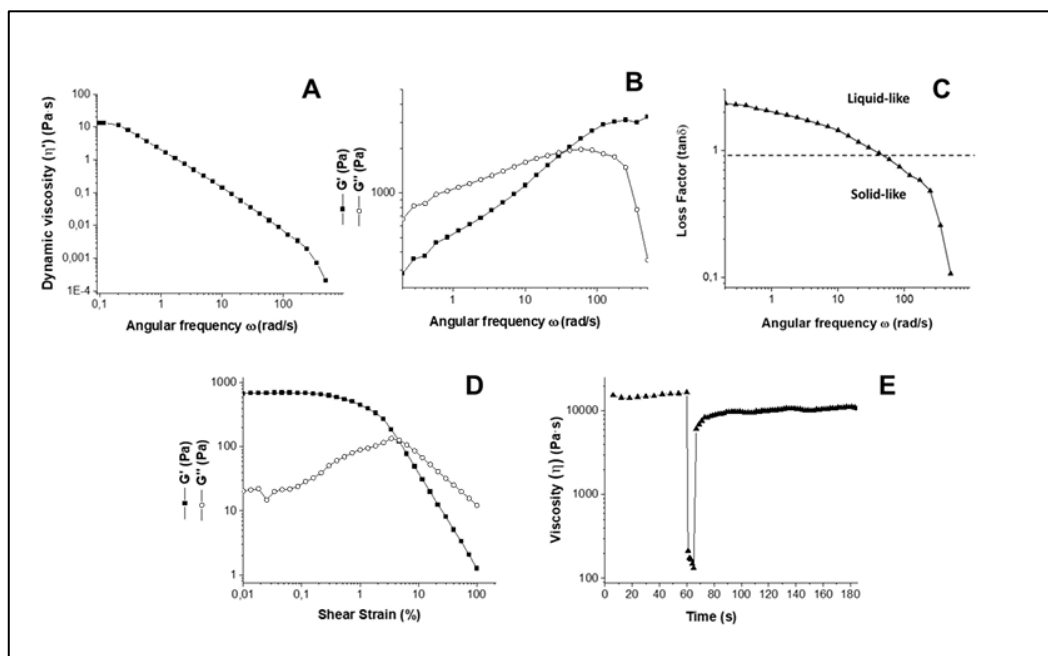 A
Dynamic viscosity (η') (Pa·s)
100
10
1
0,1
0,01
0,001
1E-4
0,1
1
10
100
Angular frequency ω (rad/s)
B
G' (Pa)
G'' (Pa)
1000
1
10
100
Angular frequency ω (rad/s)
C
Loss Factor (tanδ)
Liquid-like
Solid-like
1
0,1
1
10
100
Angular frequency ω (rad/s)
D
G' (Pa)
G'' (Pa)
1000
100
10
1
0,01
0,1
1
10
100
Shear Strain (%)
E
Viscosity (η) (Pa·s)
10000
1000
100
0
20
40
60
80
100
120
140
160
180
Time (s)